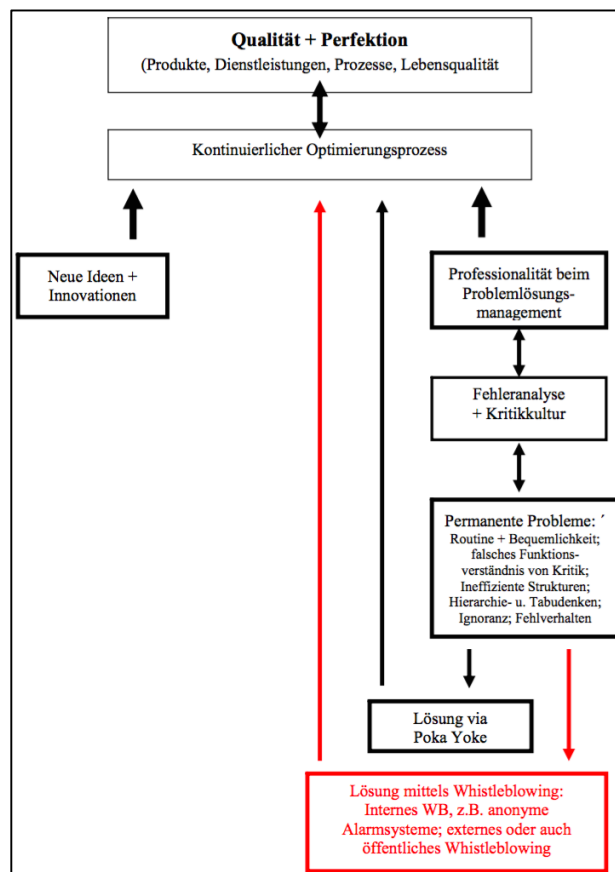 Qualität + Perfektion
(Produkte, Dienstleistungen, Prozesse, Lebensqualität
Kontinuierlicher Optimierungsprozess
Neue Ideen +
Innovationen
Professionalität beim
Problemlösungs-
management
Fehleranalyse
+ Kritikkultur
Permanente Probleme: ´
Routine + Bequemlichkeit;
falsches Funktions-
verständnis von Kritik;
Ineffiziente Strukturen;
Hierarchie- u. Tabudenken;
Ignoranz; Fehlverhalten
Lösung via
Poka Yoke
Lösung mittels Whistleblowing:
Internes WB, z.B. anonyme
Alarmsysteme; externes oder auch
öffentliches Whistleblowing